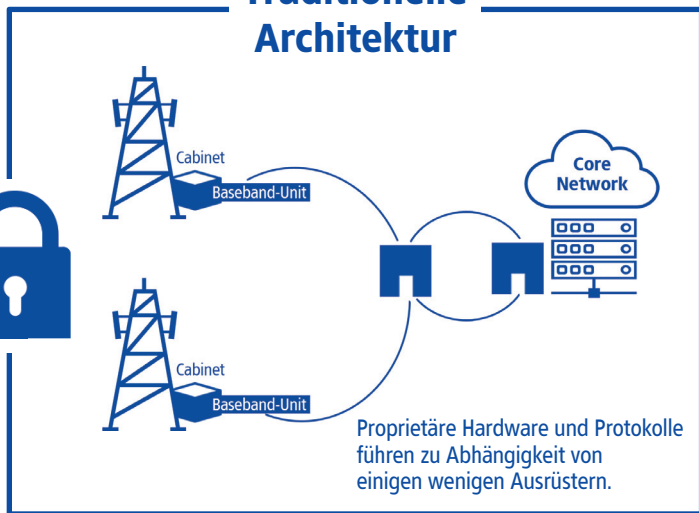 Traditionelle
Architektur
Cabinet
Baseband-Unit
Core
Network
Cabinet
Baseband-Unit
Proprietäre Hardware und Protokolle
führen zu Abhängigkeit von
einigen wenigen Ausrüstern.